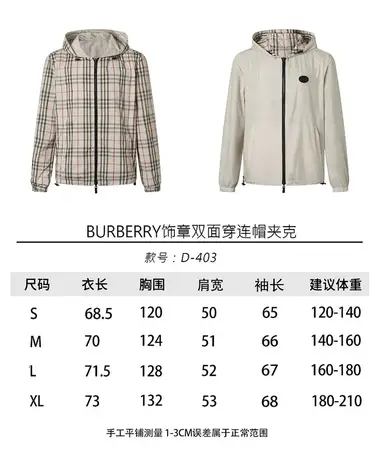 BURBERRY饰章双面穿连帽夹克
款号：D-403
尺码 衣长 胸围 肩宽 袖长 建议体重
S 68.5 120 50 65 120-140
M 70 124 51 66 140-160
L 71.5 128 52 67 160-180
XL 73 132 53 68 180-210
手工平铺测量 1-3CM误差属于正常范围